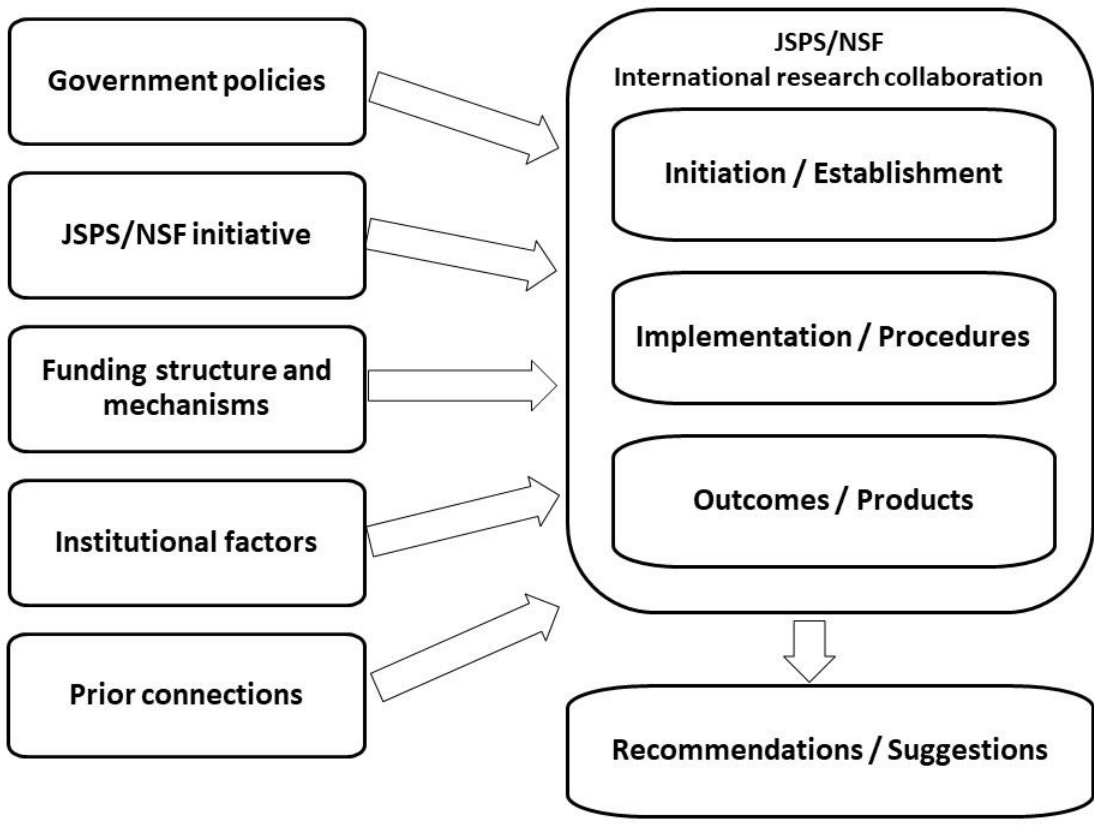 Government policies
JSPS/NSF initiative
Funding structure and
mechanisms
Institutional factors
Prior connections
JSPS/NSF
International research collaboration
Initiation / Establishment
Implementation / Procedures
Outcomes / Products
Recommendations / Suggestions